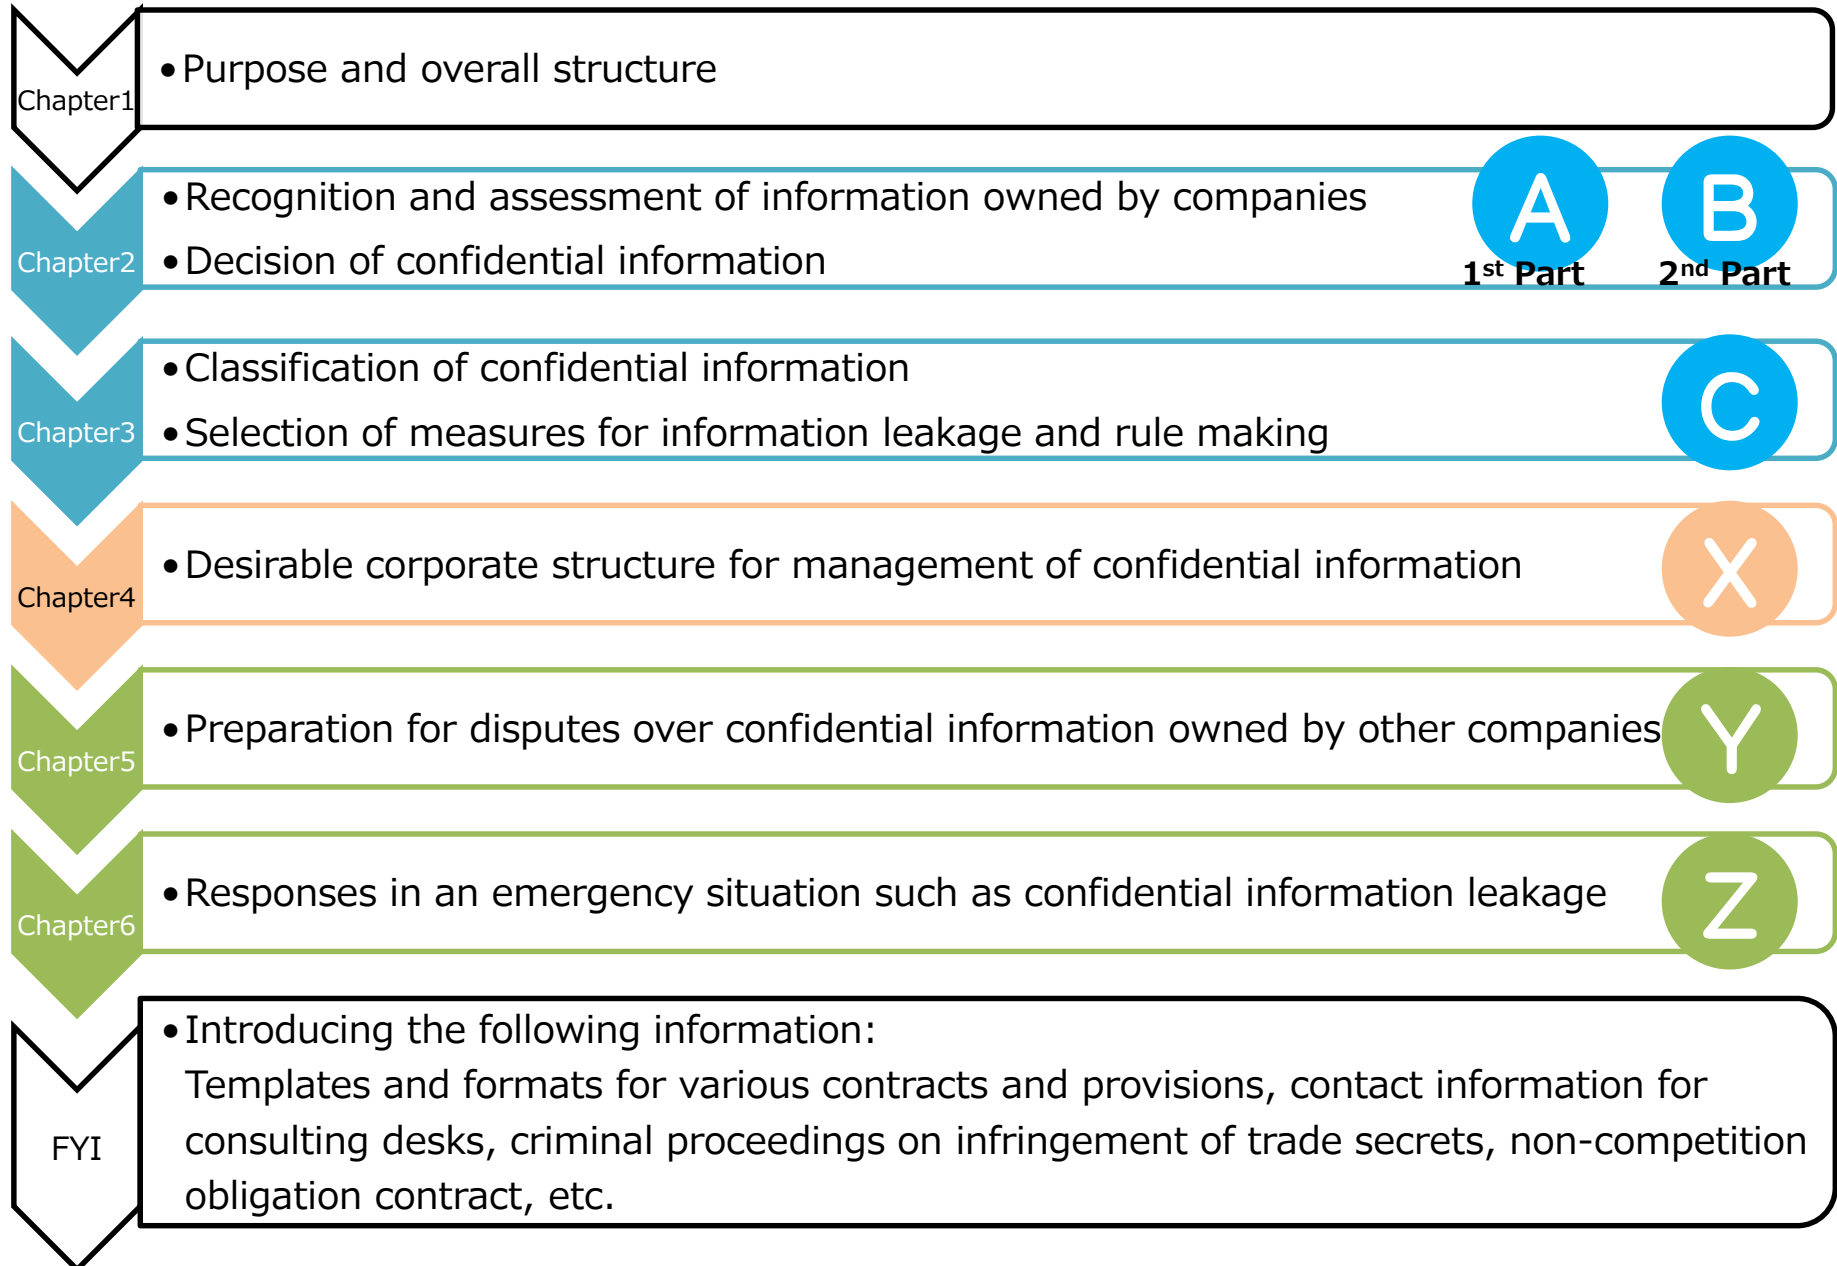 Chapter1
•Purpose and overall structure
Chapter2
•Recognition and assessment of information owned by companies
•Decision of confidential information
A
1st Part
B
2nd Part
Chapter3
•Classification of confidential information
•Selection of measures for information leakage and rule making
C
Chapter4
•Desirable corporate structure for management of confidential information
X
Chapter5
•Preparation for disputes over confidential information owned by other companies
Y
Chapter6
•Responses in an emergency situation such as confidential information leakage
Z
FYI
•Introducing the following information:
Templates and formats for various contracts and provisions, contact information for
consulting desks, criminal proceedings on infringement of trade secrets, non-competition
obligation contract, etc.